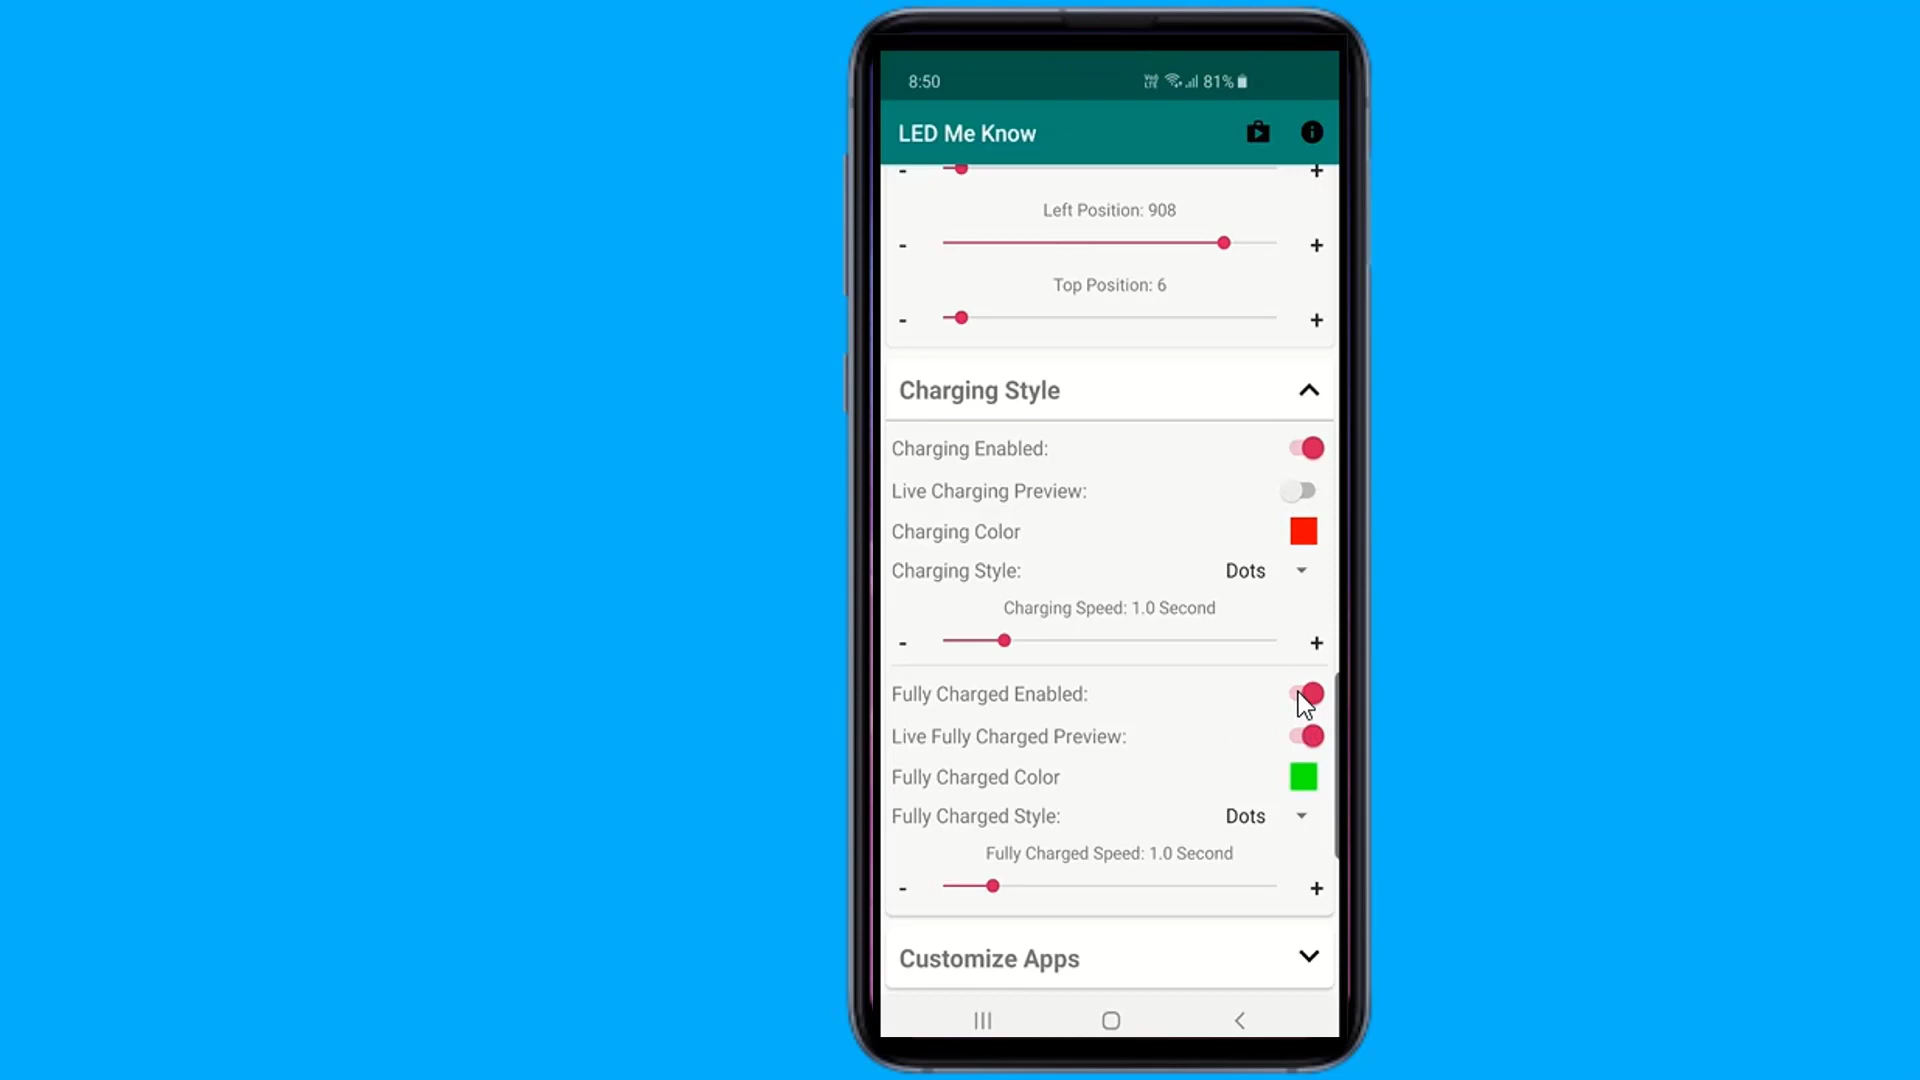 8:50 81%
LED Me Know
- +
Left Position: 908
- +
Top Position: 6
- +
Charging Style
Charging Enabled:
Live Charging Preview:
Charging Color
Charging Style: Dots
Charging Speed: 1.0 Second
- +
Fully Charged Enabled:
Live Fully Charged Preview:
Fully Charged Color
Fully Charged Style: Dots
Fully Charged Speed: 1.0 Second
- +
Customize Apps